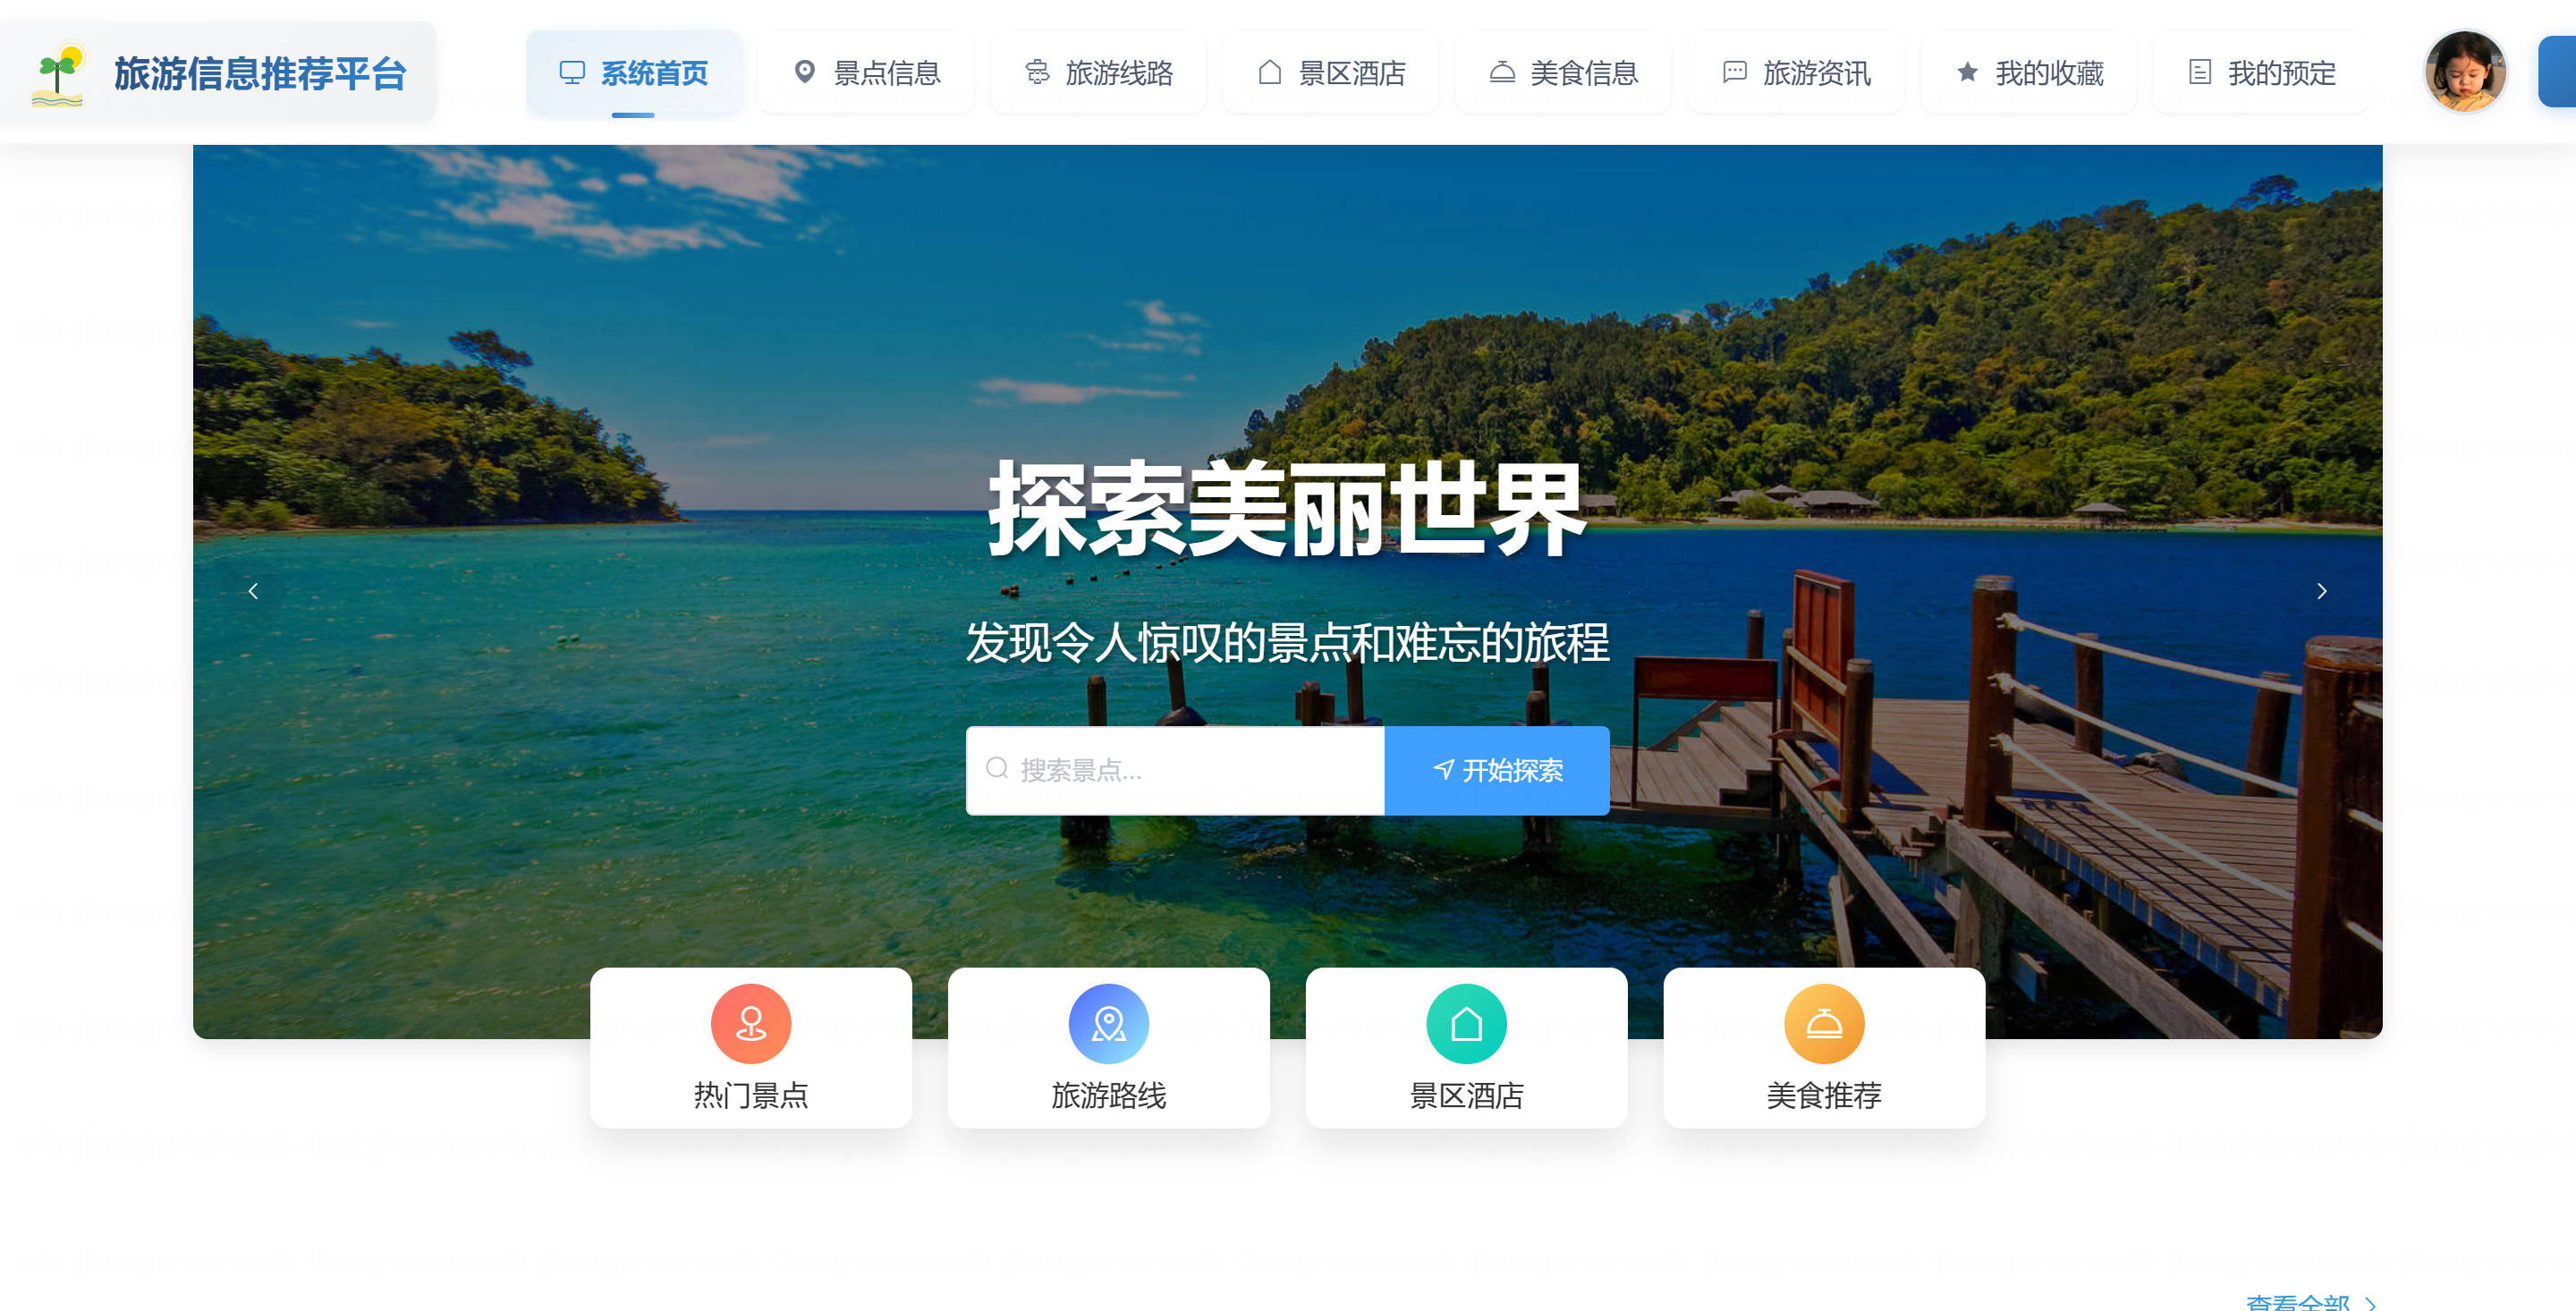 旅游信息推荐平台
系统首页
景点信息
旅游线路
景区酒店
美食信息
旅游资讯
我的收藏
我的预定
探索美丽世界
发现令人惊叹的景点和难忘的旅程
搜索景点...
开始探索
热门景点
旅游路线
景区酒店
美食推荐
查看全部